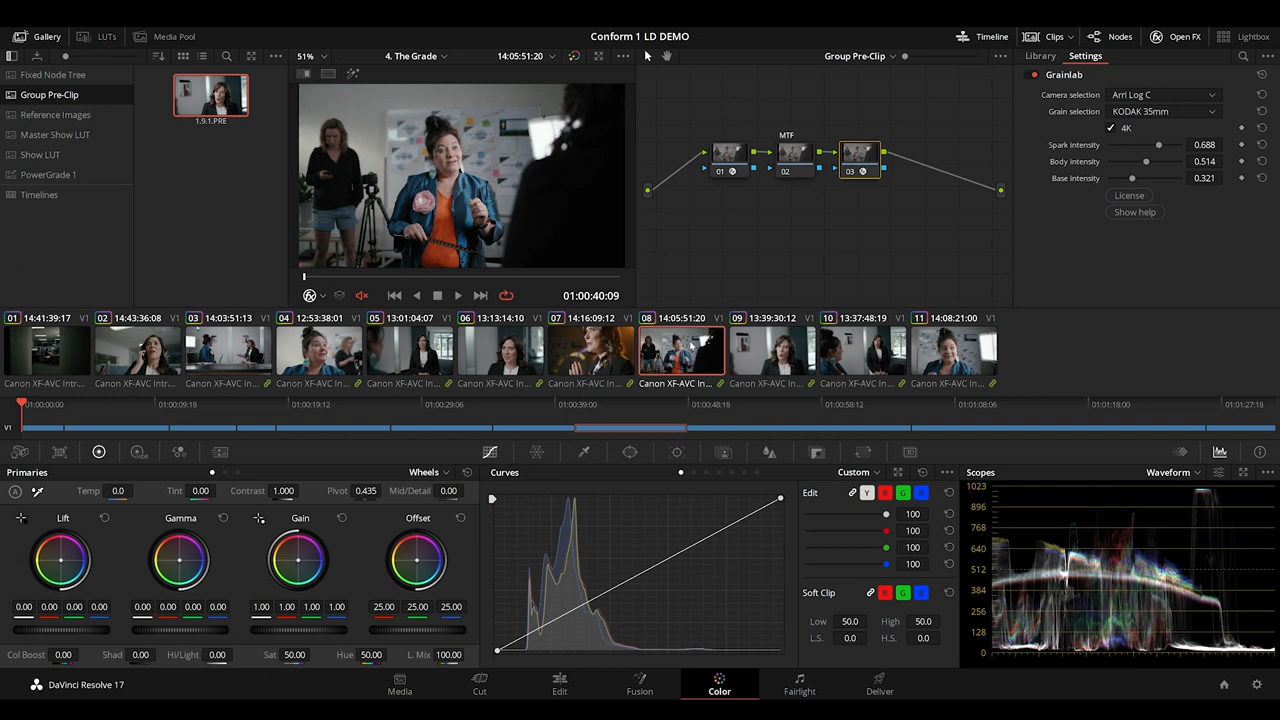 Gallery LUTs Media Pool Conform 1 LD DEMO Timeline Clips Nodes Open FX Lightbox
51% 4. The Grade 14:05:51:20 Group Pre-Clip Library Settings
Fixed Node Tree
Group Pre-Clip
Reference Images
Master Show LUT
Show LUT
PowerGrade 1
Timelines
1.9.1.PRE
01:00:40:09
MTF
01 02 03
Grainlab
Camera selection Arri Log C
Grain selection KODAK 35mm
4K
Spark intensity 0.688
Body intensity 0.514
Base intensity 0.321
License
Show help
01 14:41:39:17 V1 02 14:43:36:08 V1 03 14:03:51:13 V1 04 12:53:38:01 V1 05 13:01:04:07 V1 06 13:13:14:10 V1 07 14:16:09:12 V1 08 14:05:51:20 V1 09 13:39:30:12 V1 10 13:37:48:19 V1 11 14:08:21:00 V1
Canon XF-AVC Intr... Canon XF-AVC Intr... Canon XF-AVC In... Canon XF-AVC In... Canon XF-AVC In... Canon XF-AVC In... Canon XF-AVC In... Canon XF-AVC In... Canon XF-AVC In... Canon XF-AVC In... Canon XF-AVC In...
01:00:00:00 01:00:09:18 01:00:19:12 01:00:29:06 01:00:39:00 01:00:48:18 01:00:58:12 01:01:08:06 01:01:18:00 01:01:27:18
V1
Primaries Wheels Curves Custom Scopes Waveform
Temp 0.0 Tint 0.00 Contrast 1.000 Pivot 0.435 Mid/Detail 0.00
Lift Gamma Gain Offset
0.00 0.00 0.00 0.00 0.00 0.00 0.00 0.00 1.00 1.00 1.00 1.00 25.00 25.00 25.00
Col Boost 0.00 Shad 0.00 Hi/Light 0.00 Sat 50.00 Hue 50.00 L. Mix 100.00
Edit Y R G B
100
100
100
100
Soft Clip R G B
Low 50.0 High 50.0
L.S. 0.0 H.S. 0.0
1023
896
768
640
512
384
256
128
0
DaVinci Resolve 17 Media Cut Edit Fusion Color Fairlight Deliver